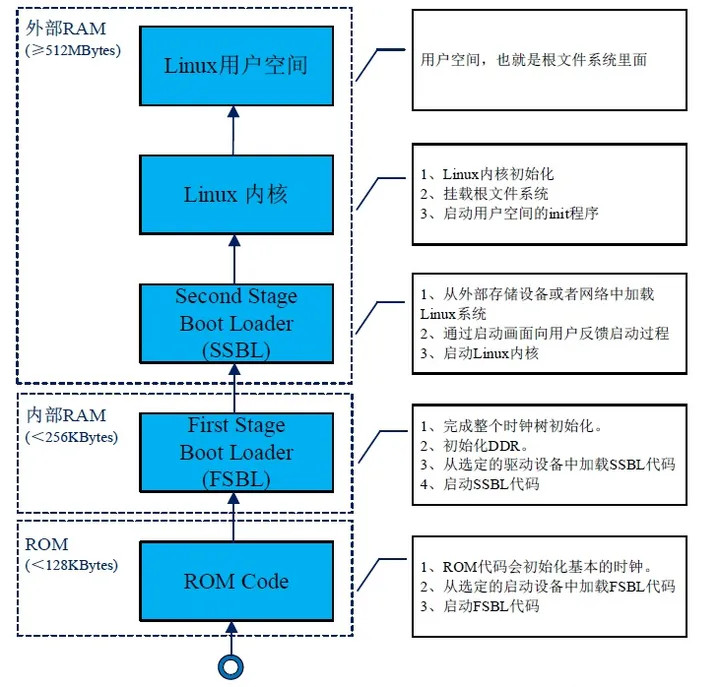 外部RAM
(≥512MBytes)
Linux用户空间
用户空间，也就是根文件系统里面
Linux 内核
1、Linux内核初始化
2、挂载根文件系统
3、启动用户空间的init程序
Second Stage
Boot Loader
(SSBL)
1、从外部存储设备或者网络中加载
Linux系统
2、通过启动画面向用户反馈启动过程
3、启动Linux内核
内部RAM
(＜256KBytes)
First Stage
Boot Loader
(FSBL)
1、完成整个时钟树初始化。
2、初始化DDR。
3、从选定的驱动设备中加载SSBL代码
4、启动SSBL代码
ROM
(＜128KBytes)
ROM Code
1、ROM代码会初始化基本的时钟。
2、从选定的启动设备中加载FSBL代码
3、启动FSBL代码